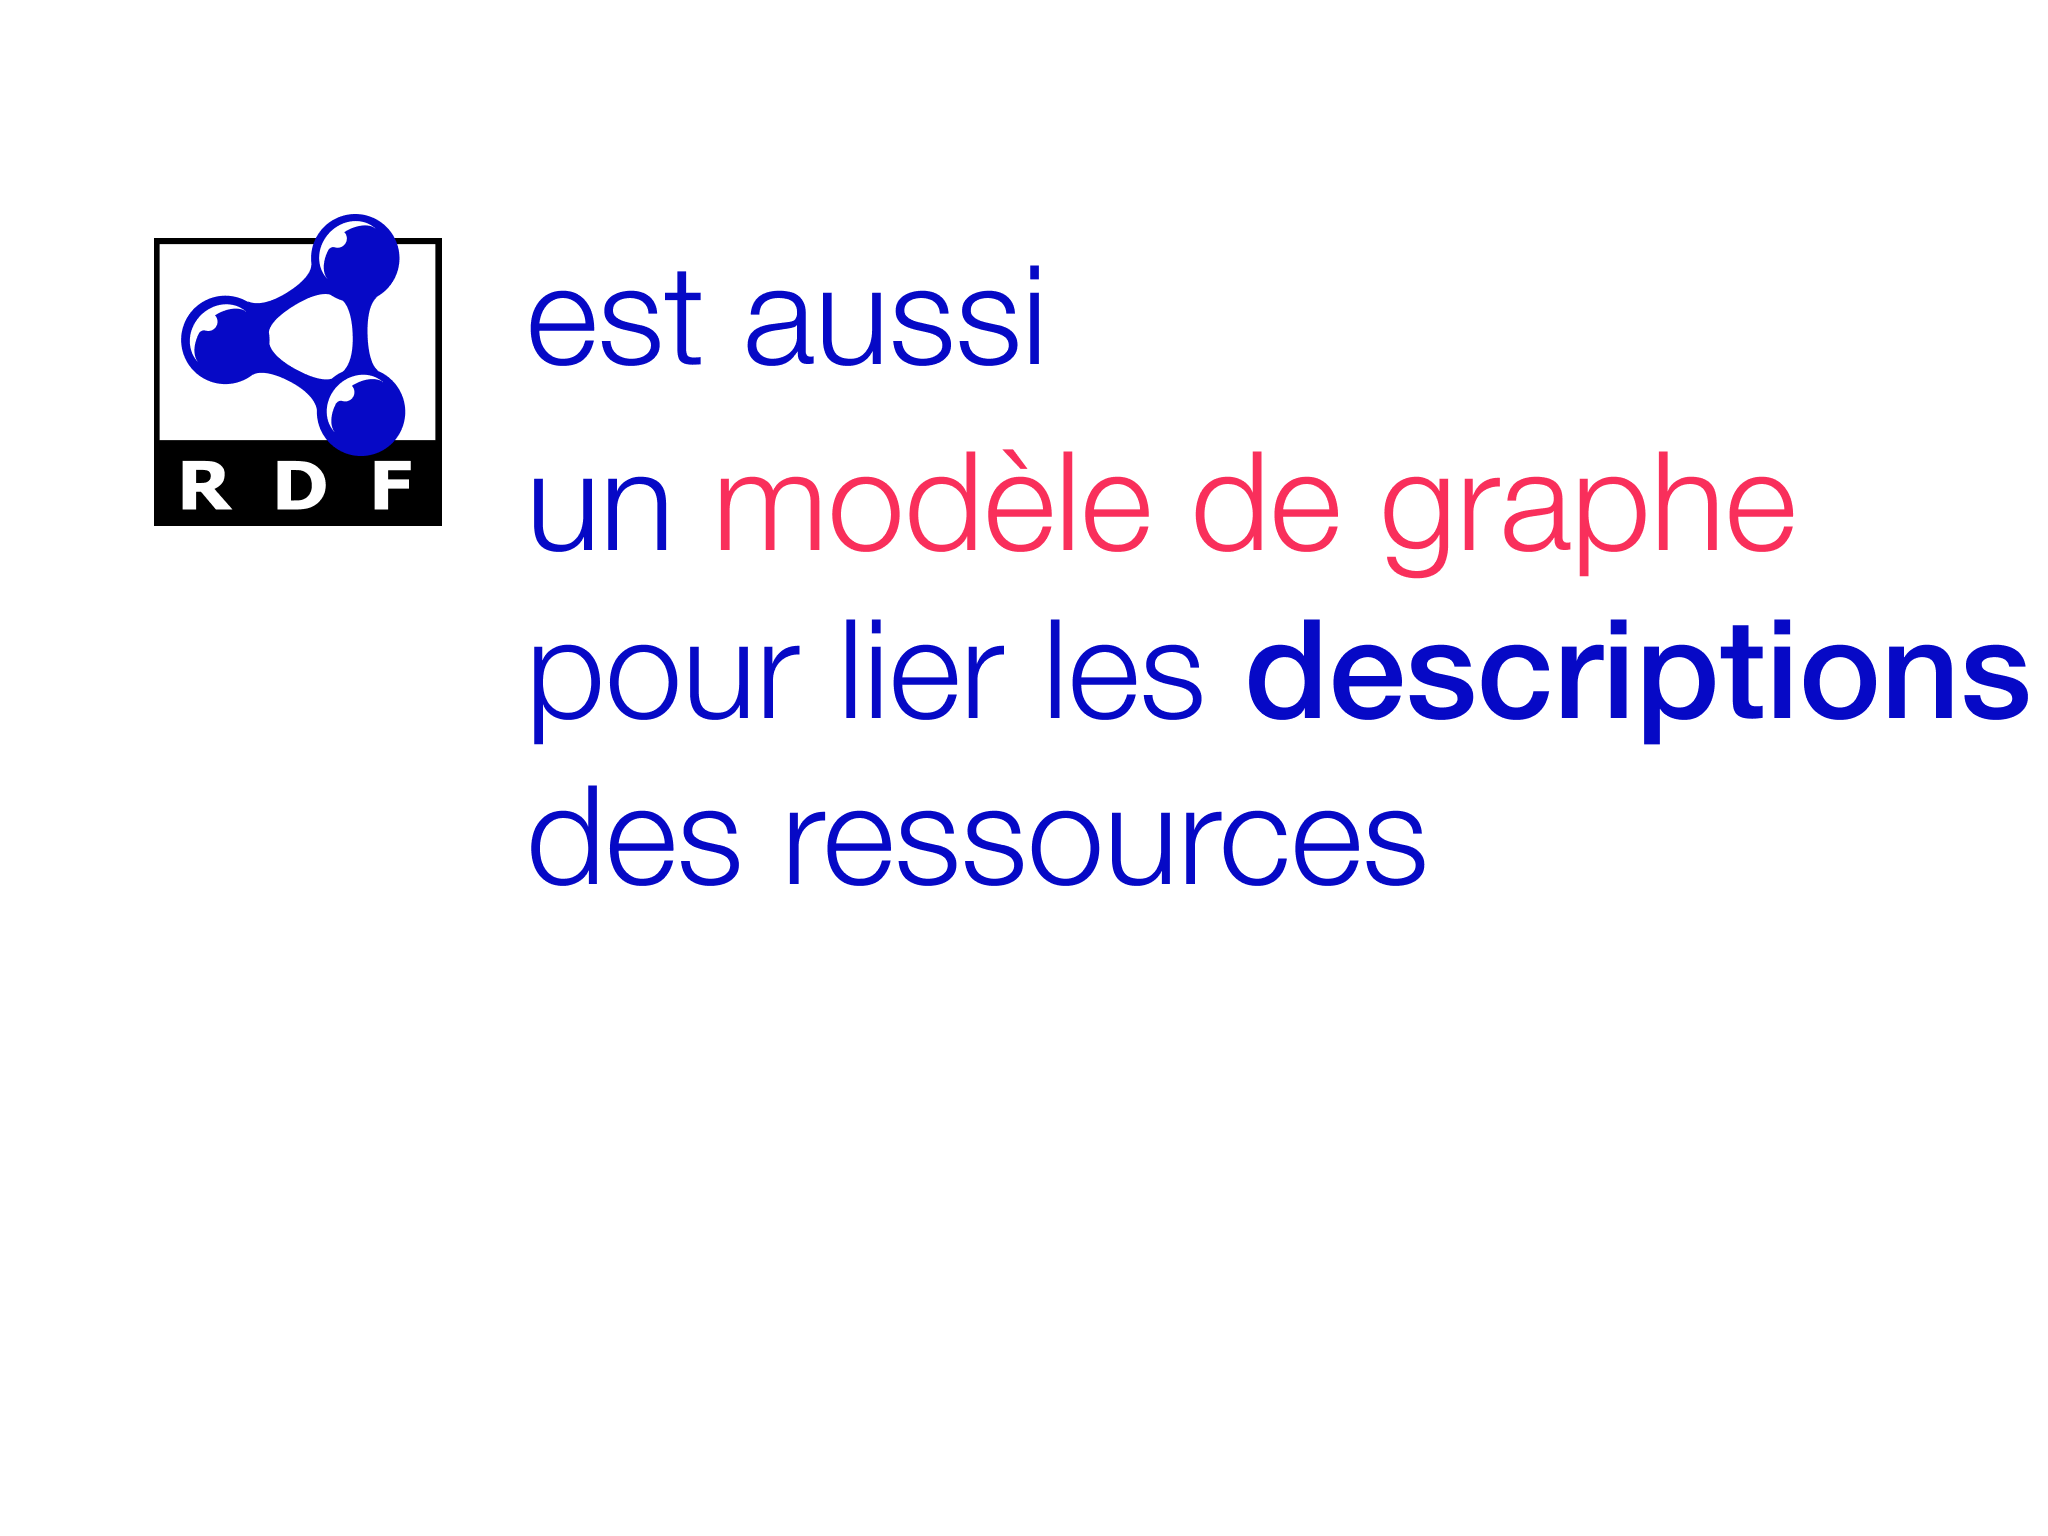 RDF
est aussi
un modèle de graphe
pour lier les descriptions
des ressources